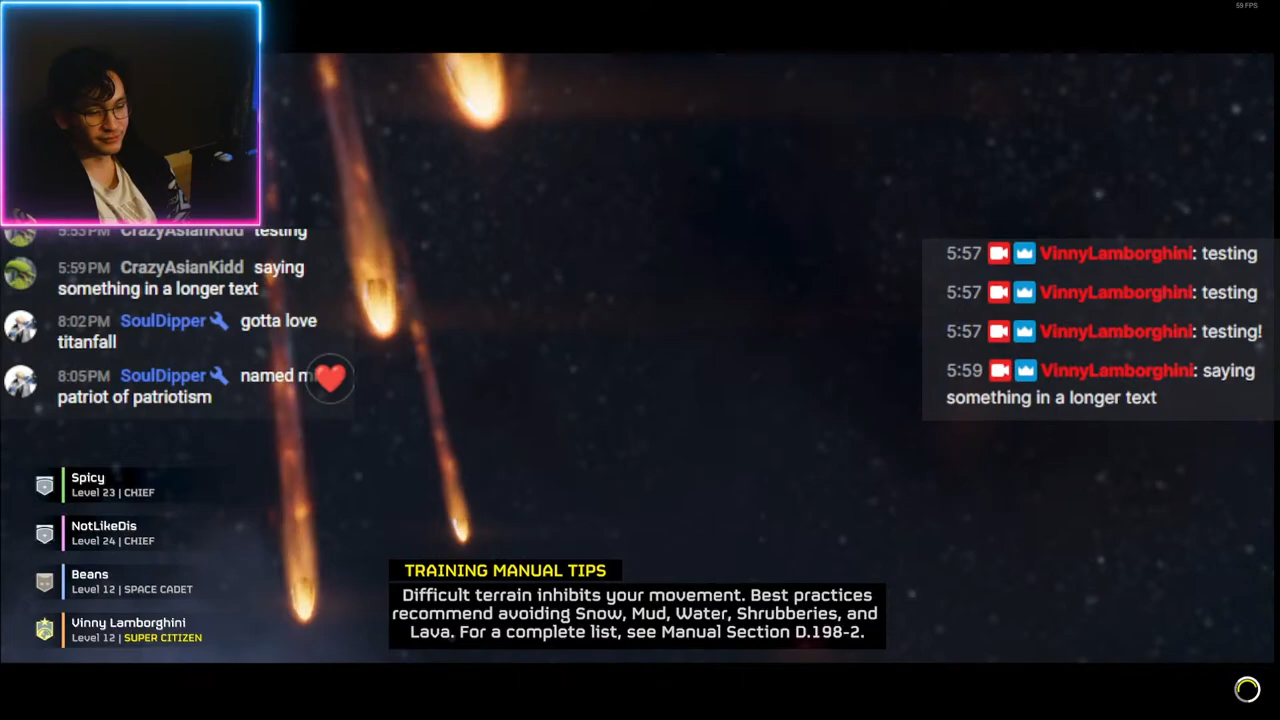 59 FPS
5:53 PM CrazyAsianKidd testing
5:59 PM CrazyAsianKidd saying
something in a longer text
8:02 PM SoulDipper gotta love
titanfall
8:05 PM SoulDipper named
patriot of patriotism
5:57 VinnyLamborghini: testing
5:57 VinnyLamborghini: testing
5:57 VinnyLamborghini: testing!
5:59 VinnyLamborghini: saying
something in a longer text
Spicy
Level 23 | CHIEF
NotLikeDis
Level 24 | CHIEF
Beans
Level 12 | SPACE CADET
Vinny Lamborghini
Level 12 | SUPER CITIZEN
TRAINING MANUAL TIPS
Difficult terrain inhibits your movement. Best practices
recommend avoiding Snow, Mud, Water, Shrubberies, and
Lava. For a complete list, see Manual Section D.198-2.